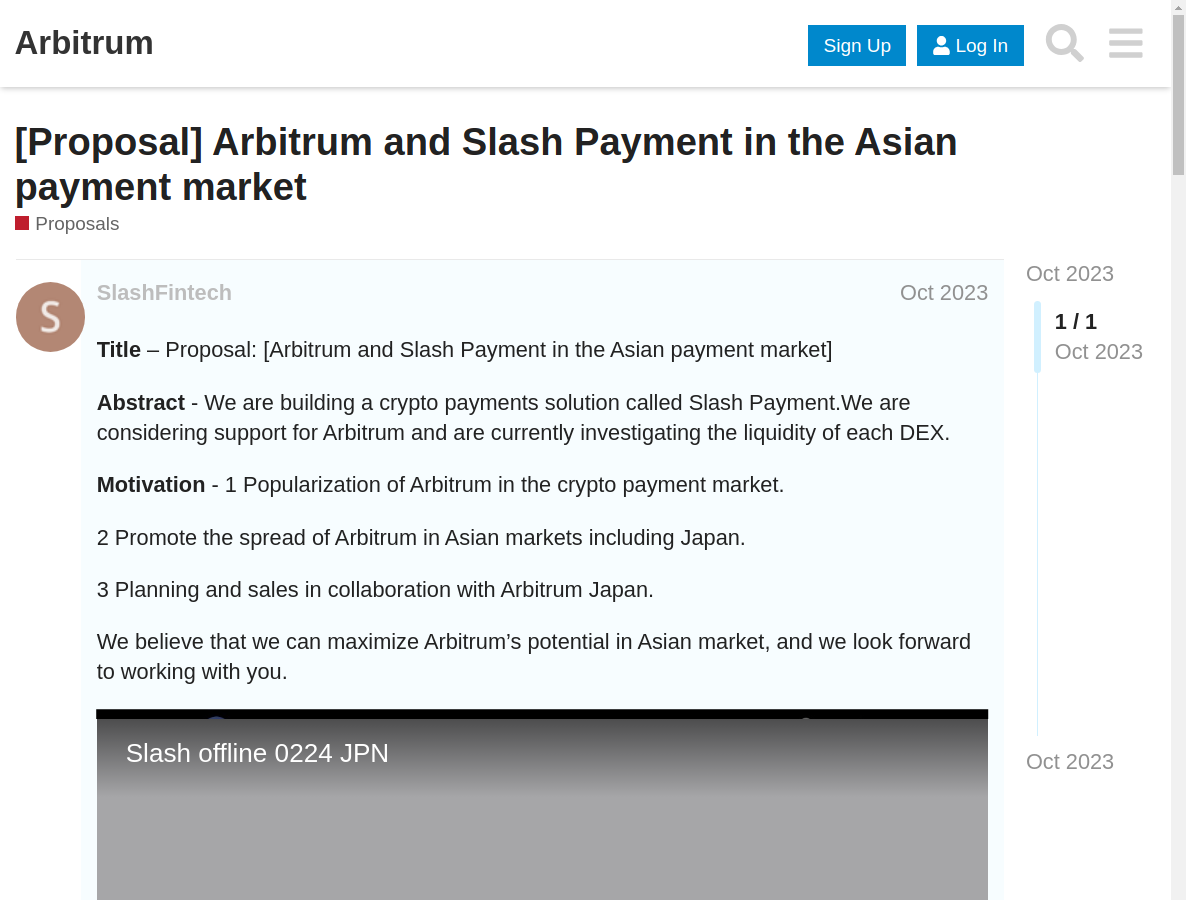 Arbitrum
Sign Up
Log In
[Proposal] Arbitrum and Slash Payment in the Asian
payment market
Proposals
S
SlashFintech
Oct 2023
Title – Proposal: [Arbitrum and Slash Payment in the Asian payment market]
Abstract - We are building a crypto payments solution called Slash Payment.We are
considering support for Arbitrum and are currently investigating the liquidity of each DEX.
Motivation - 1 Popularization of Arbitrum in the crypto payment market.
2 Promote the spread of Arbitrum in Asian markets including Japan.
3 Planning and sales in collaboration with Arbitrum Japan.
We believe that we can maximize Arbitrum’s potential in Asian market, and we look forward
to working with you.
Slash offline 0224 JPN
Oct 2023
1 / 1
Oct 2023
Oct 2023